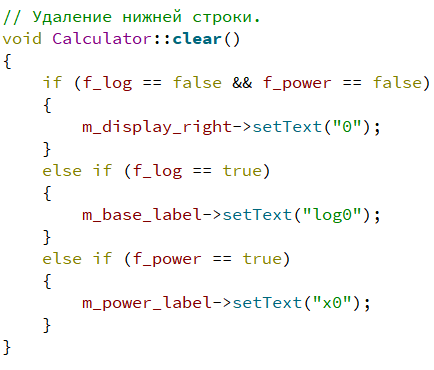 // Удаление нижней строки.
void Calculator::clear()
{
    if (f_log == false && f_power == false)
    {
        m_display_right->setText("0");
    }
    else if (f_log == true)
    {
        m_base_label->setText("log0");
    }
    else if (f_power == true)
    {
        m_power_label->setText("x0");
    }
}